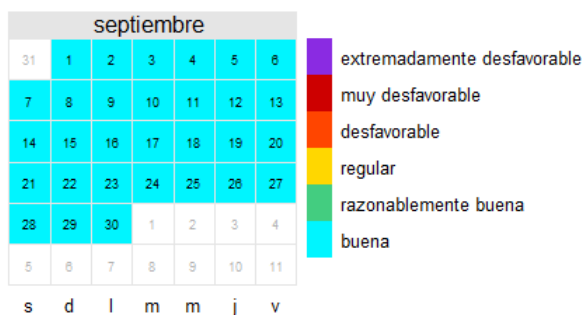 septiembre
31 1 2 3 4 5 6
7 8 9 10 11 12 13
14 15 16 17 18 19 20
21 22 23 24 25 26 27
28 29 30 1 2 3 4
5 6 7 8 9 10 11
s d l m m j v
extremadamente desfavorable
muy desfavorable
desfavorable
regular
razonablemente buena
buena